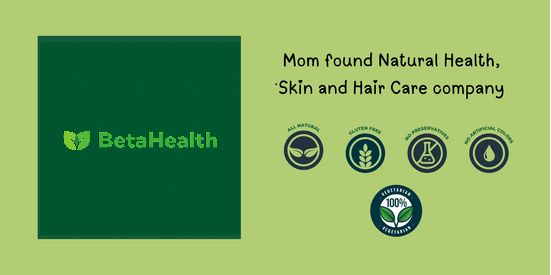 BetaHealth
Mom found Natural Health,
Skin and Hair Care company
ALL NATURAL
GLUTEN FREE
NO PRESERVATIVES
NO ARTIFICIAL COLORS
VEGETARIAN
100%
VEGETARIAN